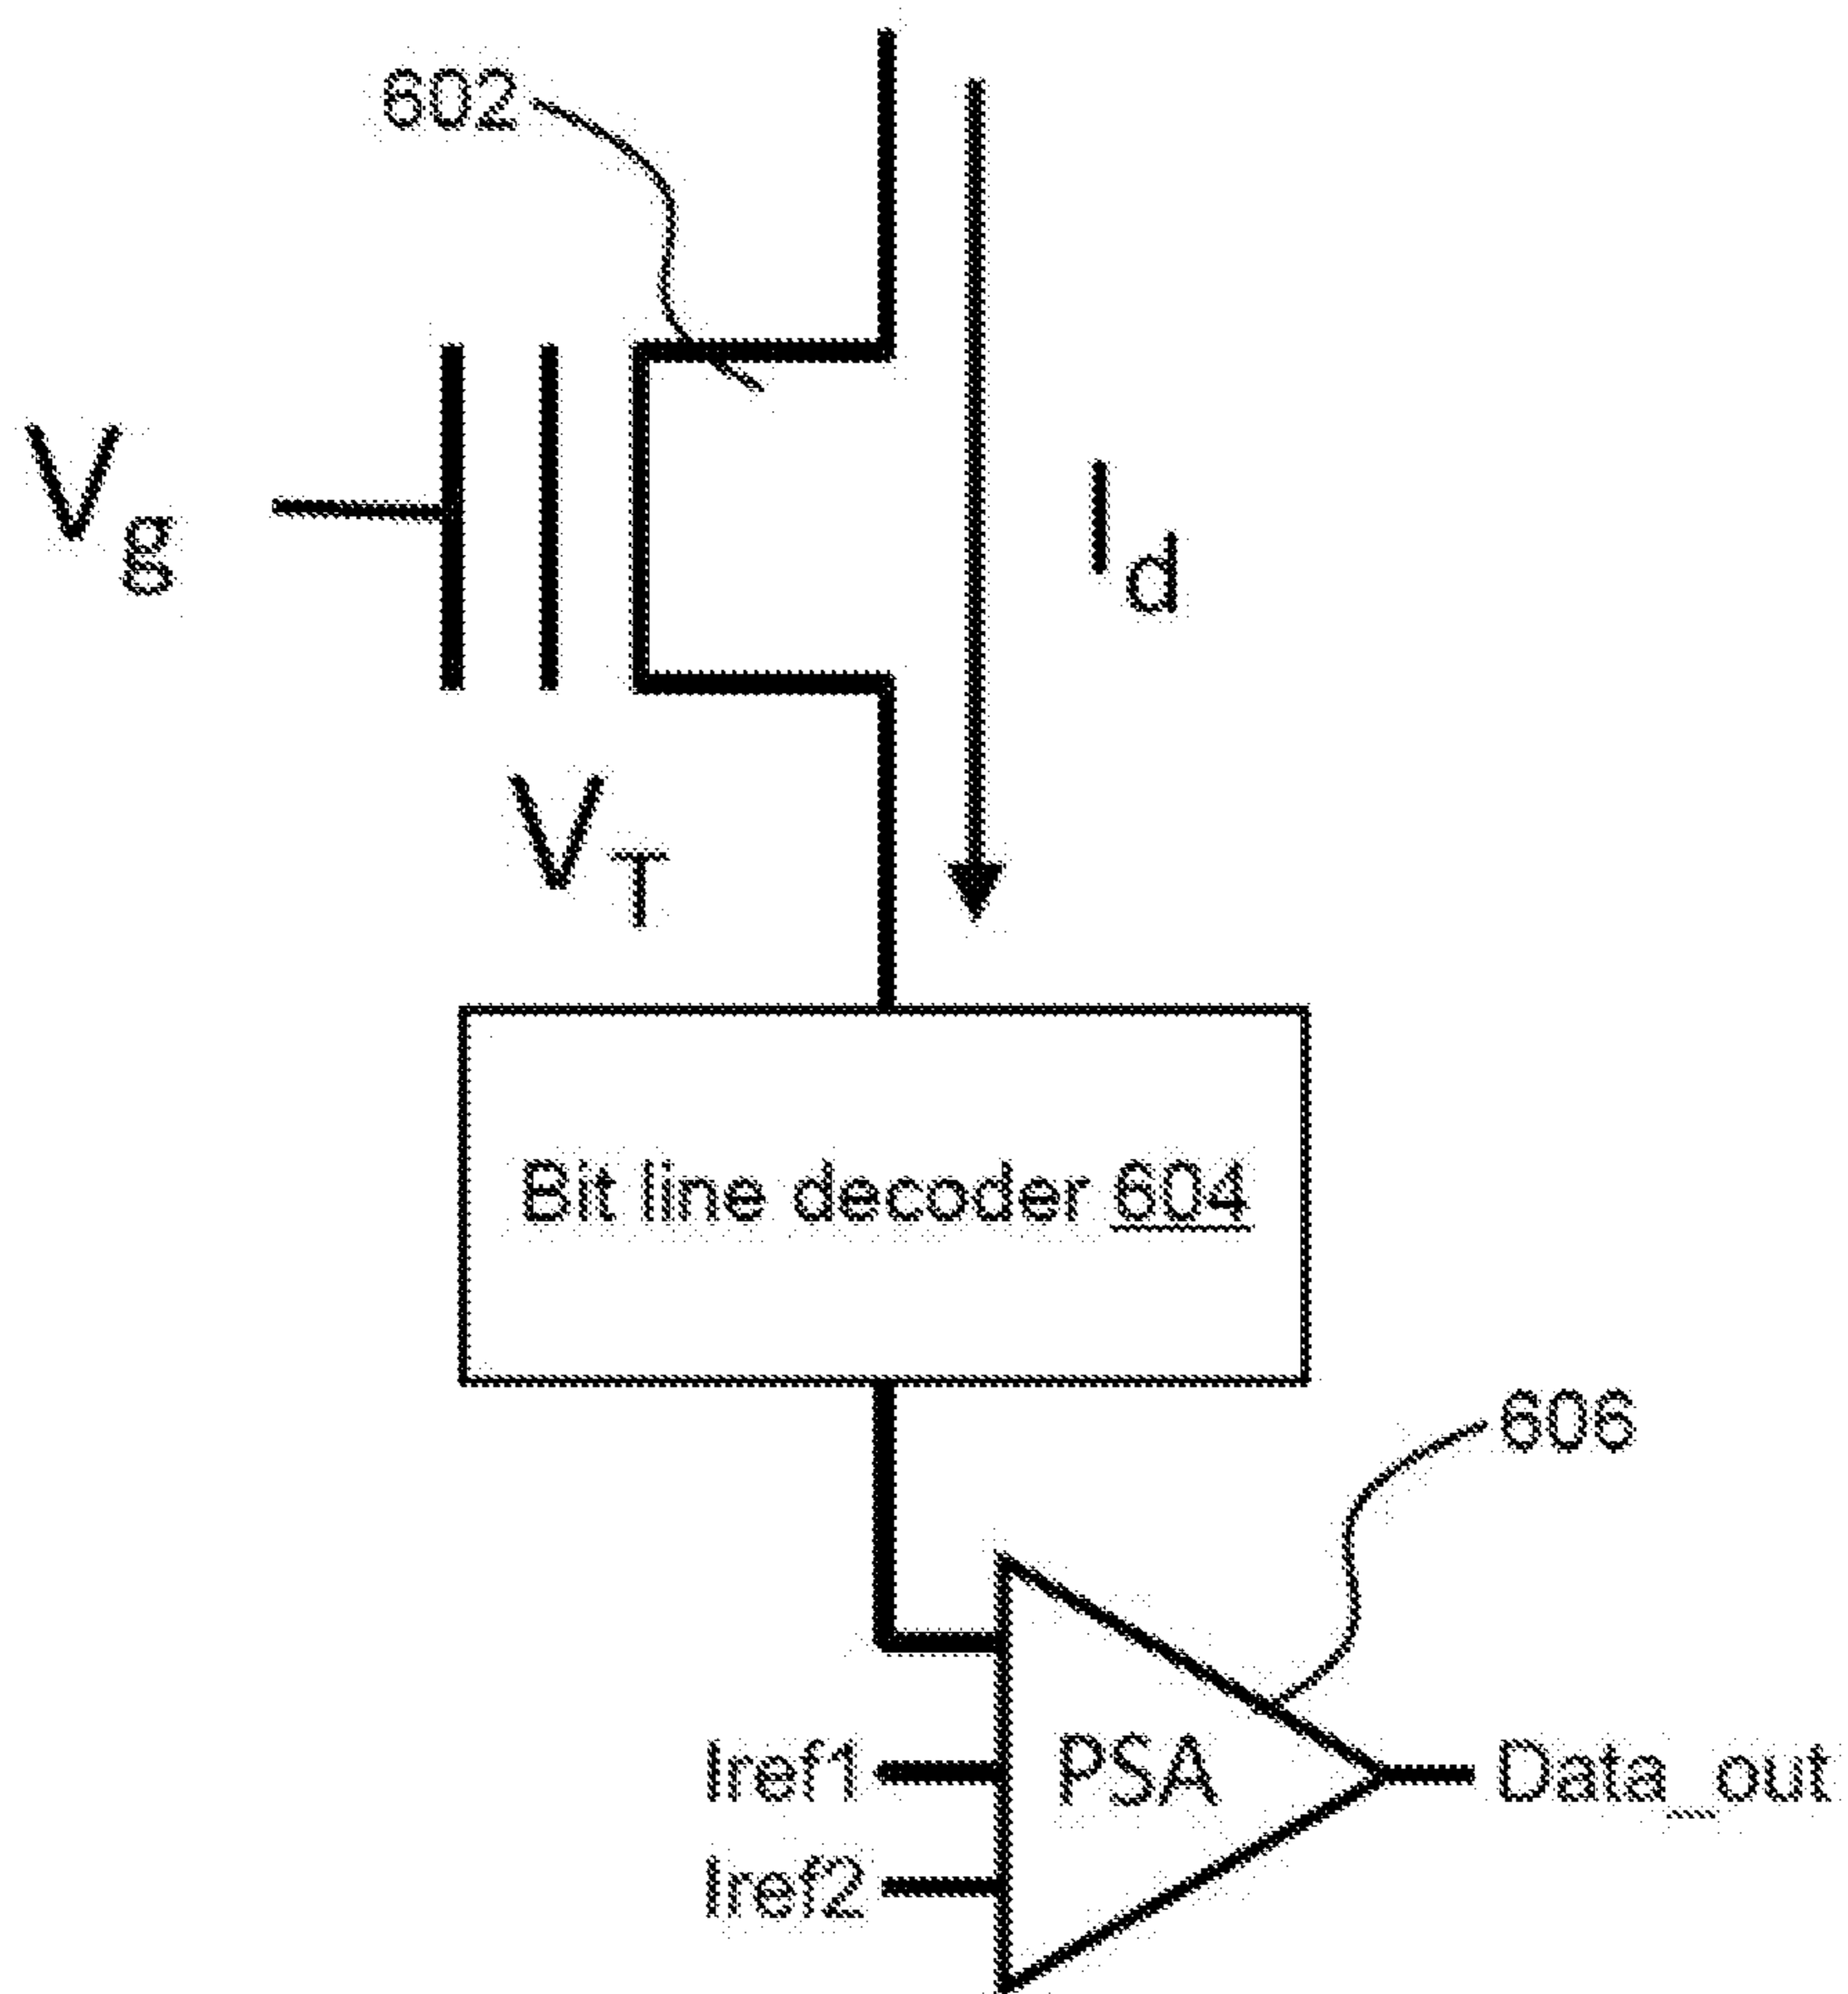 602
Vg
Id
VT
Bit line decoder 604
606
Iref1
PSA
Data_out
Iref2